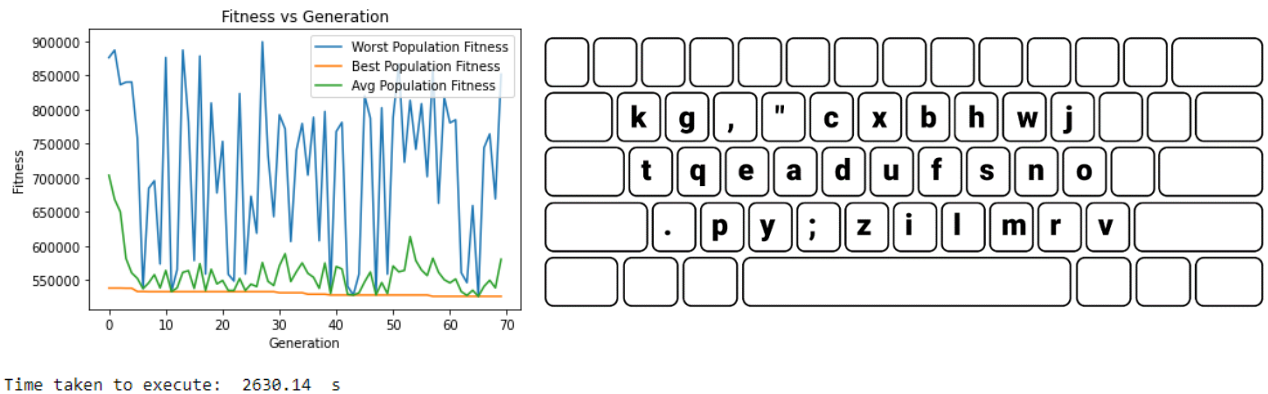 Fitness vs Generation
Worst Population Fitness
Best Population Fitness
Avg Population Fitness
900000
850000
800000
750000
700000
650000
600000
550000
Fitness
0 10 20 30 40 50 60 70
Generation
k g , " c x b h w j
t q e a d u f s n o
. p y ; z i l m r v
Time taken to execute: 2630.14 s